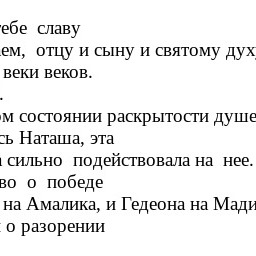 тебе славу
ем, отцу и сыну и святому дух
веки веков.
.
ом состоянии раскрытости душе
сь Наташа, эта
сильно подействовала на нее.
во о победе
на Амалика, и Гедеона на Мади
о разорении